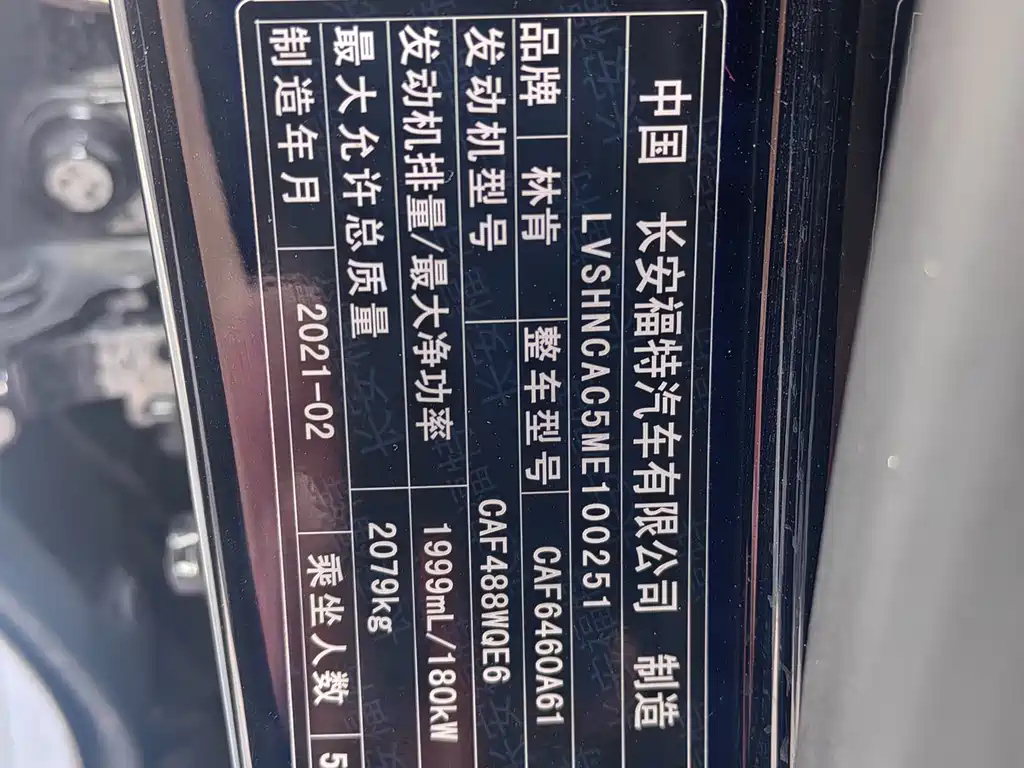 中国 长安福特汽车有限公司 制造
LVSHNCAC5ME100251
品牌 林肯 整车型号 CAF6460A61
发动机型号 CAF488WQE6
发动机排量/最大净功率 1999mL/180kW
最大允许总质量 2079kg
制造年月 2021-02 乘坐人数 5